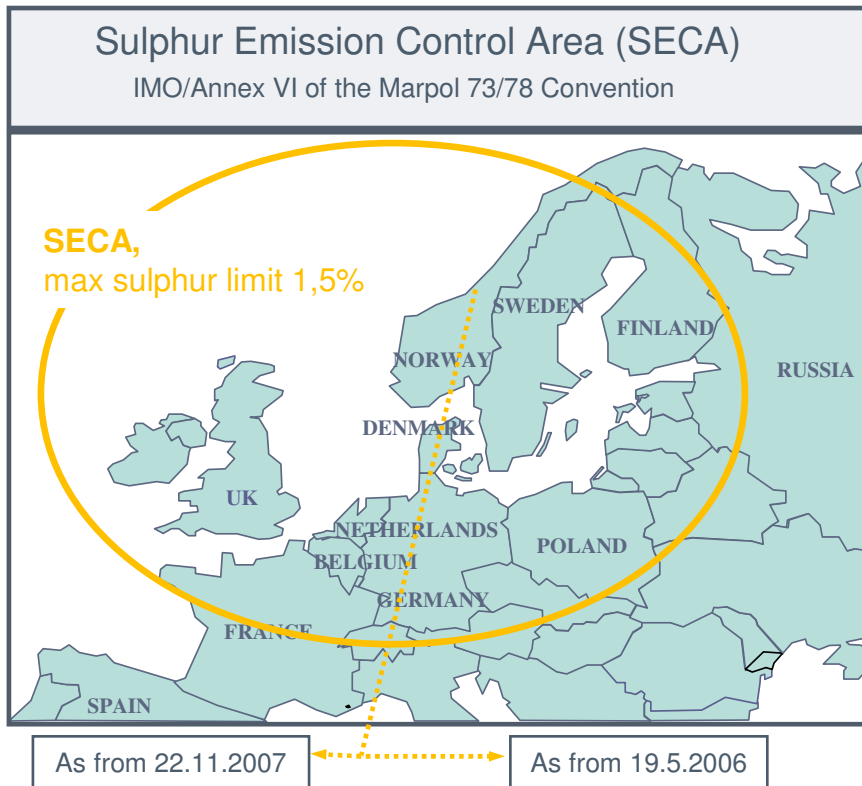 Sulphur Emission Control Area (SECA)
IMO/Annex VI of the Marpol 73/78 Convention
SECA,
max sulphur limit 1,5%
SWEDEN
FINLAND
NORWAY
RUSSIA
DENMARK
UK
NETHERLANDS
POLAND
BELGIUM
GERMANY
FRANCE
SPAIN
As from 22.11.2007
As from 19.5.2006